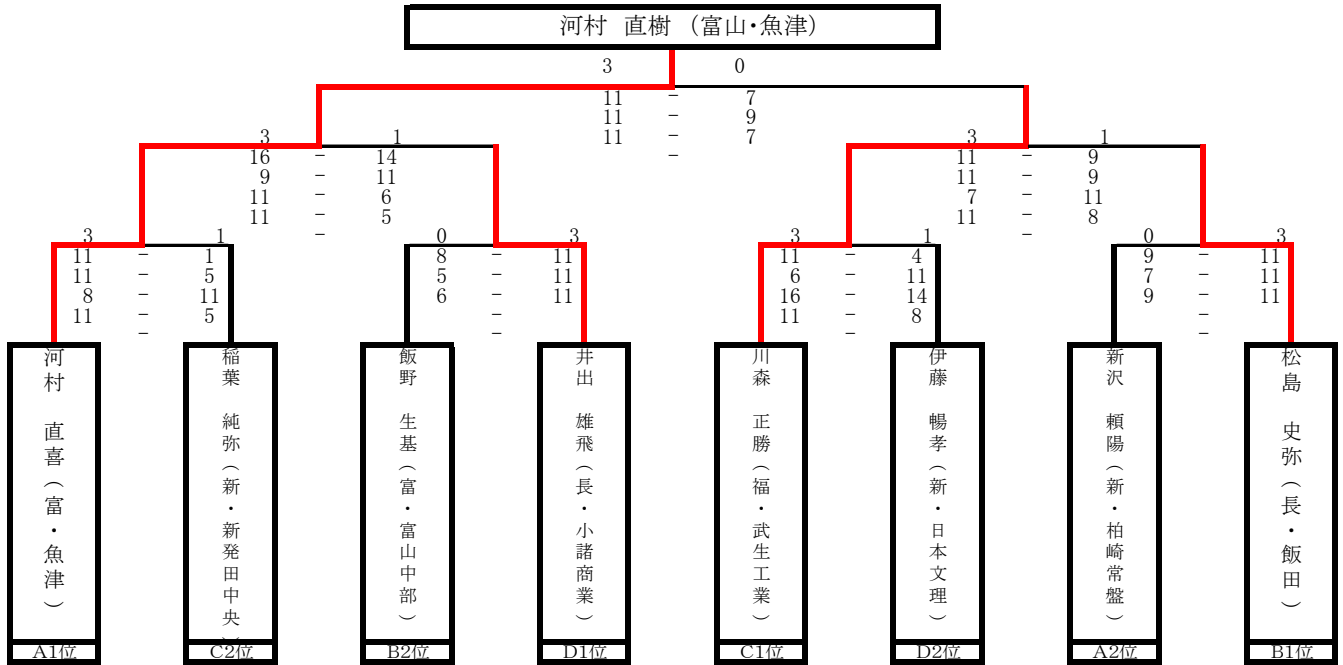 河村 直樹 （富山・魚津）
3 0
11 - 7
11 - 9
11 - 7
-
3 1
16 - 14
9 - 11
11 - 6
11 - 5
-
3 1
11 - 9
11 - 9
7 - 11
11 - 8
-
3 1
11 - 1
11 - 5
8 - 11
11 - 5
-
0 3
8 - 11
5 - 11
6 - 11
-
-
3 1
11 - 4
6 - 11
16 - 14
11 - 8
-
0 3
9 - 11
7 - 11
9 - 11
-
-
河村 直喜（富・魚津）
稲葉 純弥（新・新発田中央）
飯野 生基（富・富山中部）
井出 雄飛（長・小諸商業）
川森 正勝（福・武生工業）
伊藤 暢孝（新・日本文理）
新沢 頼陽（新・柏崎常盤）
松島 史弥（長・飯田）
A1位
C2位
B2位
D1位
C1位
D2位
A2位
B1位